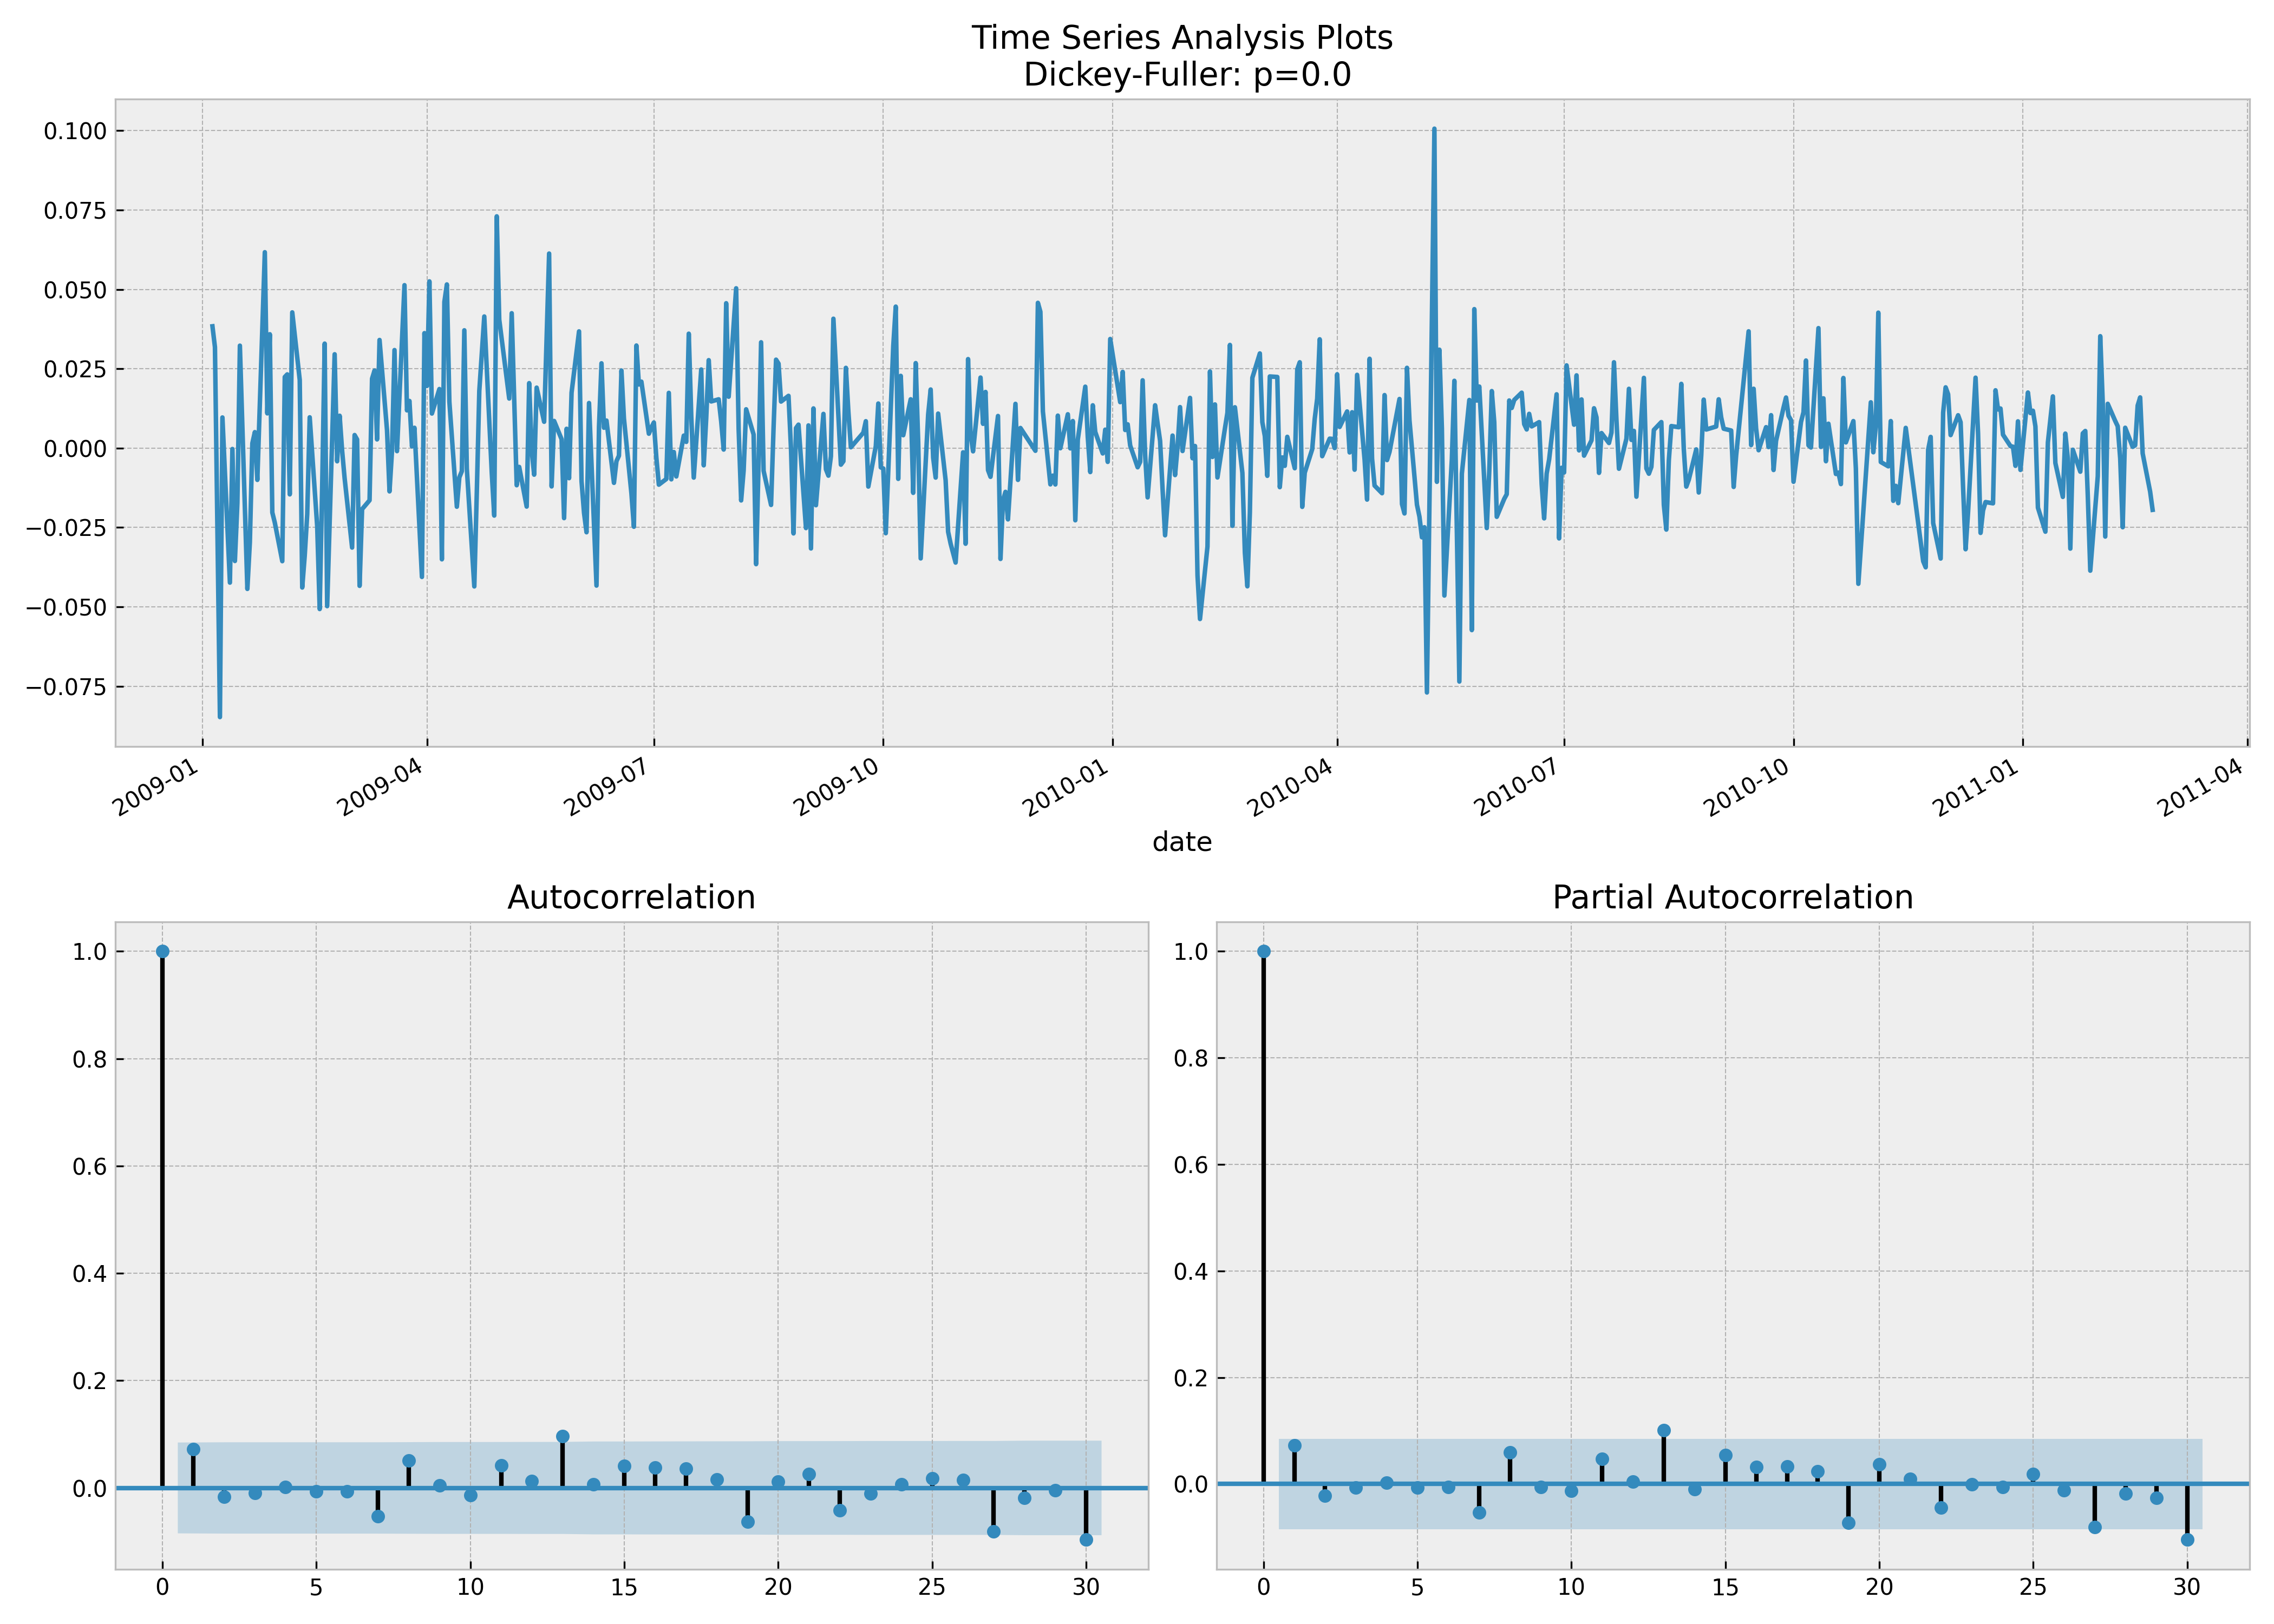 Time Series Analysis Plots
Dickey-Fuller: p=0.0
0.100
0.075
0.050
0.025
0.000
−0.025
−0.050
−0.075
2009-01 2009-04 2009-07 2009-10 2010-01 2010-04 2010-07 2010-10 2011-01 2011-04
date
Autocorrelation
1.0
0.8
0.6
0.4
0.2
0.0
0 5 10 15 20 25 30
Partial Autocorrelation
1.0
0.8
0.6
0.4
0.2
0.0
0 5 10 15 20 25 30